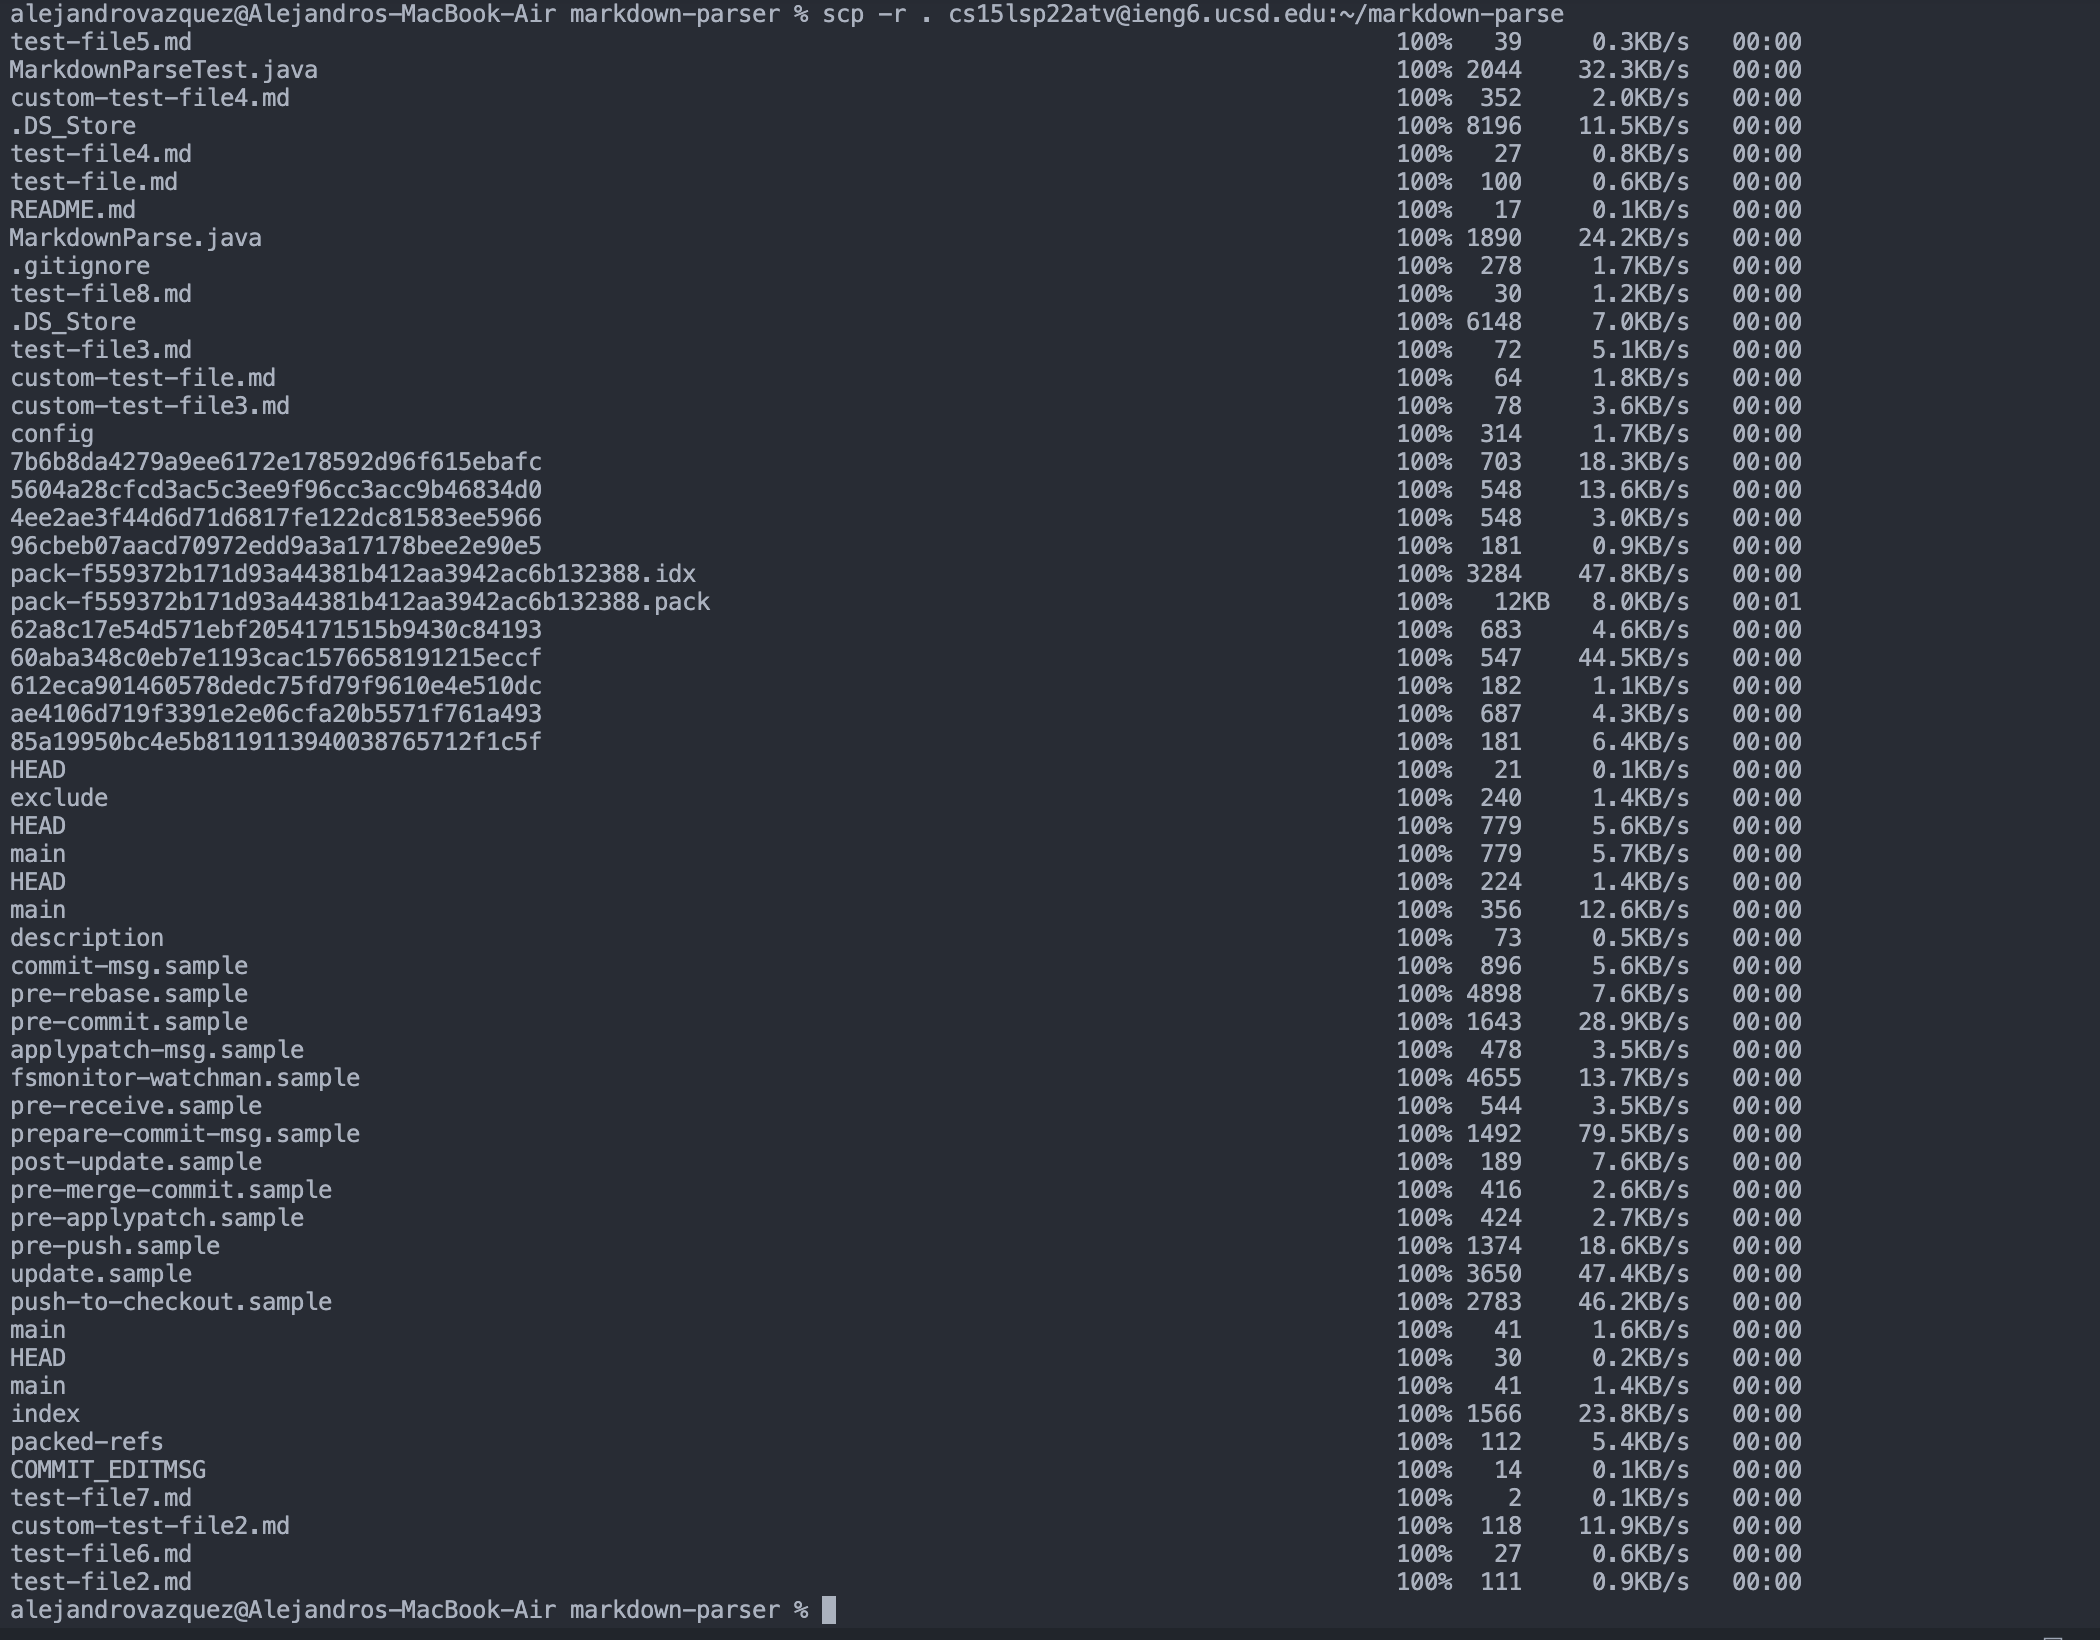 alejandrovazquez@Alejandros-MacBook-Air markdown-parser % scp -r . cs15lsp22atv@ieng6.ucsd.edu:~/markdown-parse
test-file5.md 100% 39 0.3KB/s 00:00
MarkdownParseTest.java 100% 2044 32.3KB/s 00:00
custom-test-file4.md 100% 352 2.0KB/s 00:00
.DS_Store 100% 8196 11.5KB/s 00:00
test-file4.md 100% 27 0.8KB/s 00:00
test-file.md 100% 100 0.6KB/s 00:00
README.md 100% 17 0.1KB/s 00:00
MarkdownParse.java 100% 1890 24.2KB/s 00:00
.gitignore 100% 278 1.7KB/s 00:00
test-file8.md 100% 30 1.2KB/s 00:00
.DS_Store 100% 6148 7.0KB/s 00:00
test-file3.md 100% 72 5.1KB/s 00:00
custom-test-file.md 100% 64 1.8KB/s 00:00
custom-test-file3.md 100% 78 3.6KB/s 00:00
config 100% 314 1.7KB/s 00:00
7b6b8da4279a9ee6172e178592d96f615ebafc 100% 703 18.3KB/s 00:00
5604a28cfcd3ac5c3ee9f96cc3acc9b46834d0 100% 548 13.6KB/s 00:00
4ee2ae3f44d6d71d6817fe122dc81583ee5966 100% 548 3.0KB/s 00:00
96cbeb07aacd70972edd9a3a17178bee2e90e5 100% 181 0.9KB/s 00:00
pack-f559372b171d93a44381b412aa3942ac6b132388.idx 100% 3284 47.8KB/s 00:00
pack-f559372b171d93a44381b412aa3942ac6b132388.pack 100% 12KB 8.0KB/s 00:01
62a8c17e54d571ebf2054171515b9430c84193 100% 683 4.6KB/s 00:00
60aba348c0eb7e1193cac1576658191215eccf 100% 547 44.5KB/s 00:00
612eca901460578dedc75fd79f9610e4e510dc 100% 182 1.1KB/s 00:00
ae4106d719f3391e2e06cfa20b5571f761a493 100% 687 4.3KB/s 00:00
85a19950bc4e5b8119113940038765712f1c5f 100% 181 6.4KB/s 00:00
HEAD 100% 21 0.1KB/s 00:00
exclude 100% 240 1.4KB/s 00:00
HEAD 100% 779 5.6KB/s 00:00
main 100% 779 5.7KB/s 00:00
HEAD 100% 224 1.4KB/s 00:00
main 100% 356 12.6KB/s 00:00
description 100% 73 0.5KB/s 00:00
commit-msg.sample 100% 896 5.6KB/s 00:00
pre-rebase.sample 100% 4898 7.6KB/s 00:00
pre-commit.sample 100% 1643 28.9KB/s 00:00
applypatch-msg.sample 100% 478 3.5KB/s 00:00
fsmonitor-watchman.sample 100% 4655 13.7KB/s 00:00
pre-receive.sample 100% 544 3.5KB/s 00:00
prepare-commit-msg.sample 100% 1492 79.5KB/s 00:00
post-update.sample 100% 189 7.6KB/s 00:00
pre-merge-commit.sample 100% 416 2.6KB/s 00:00
pre-applypatch.sample 100% 424 2.7KB/s 00:00
pre-push.sample 100% 1374 18.6KB/s 00:00
update.sample 100% 3650 47.4KB/s 00:00
push-to-checkout.sample 100% 2783 46.2KB/s 00:00
main 100% 41 1.6KB/s 00:00
HEAD 100% 30 0.2KB/s 00:00
main 100% 41 1.4KB/s 00:00
index 100% 1566 23.8KB/s 00:00
packed-refs 100% 112 5.4KB/s 00:00
COMMIT_EDITMSG 100% 14 0.1KB/s 00:00
test-file7.md 100% 2 0.1KB/s 00:00
custom-test-file2.md 100% 118 11.9KB/s 00:00
test-file6.md 100% 27 0.6KB/s 00:00
test-file2.md 100% 111 0.9KB/s 00:00
alejandrovazquez@Alejandros-MacBook-Air markdown-parser %